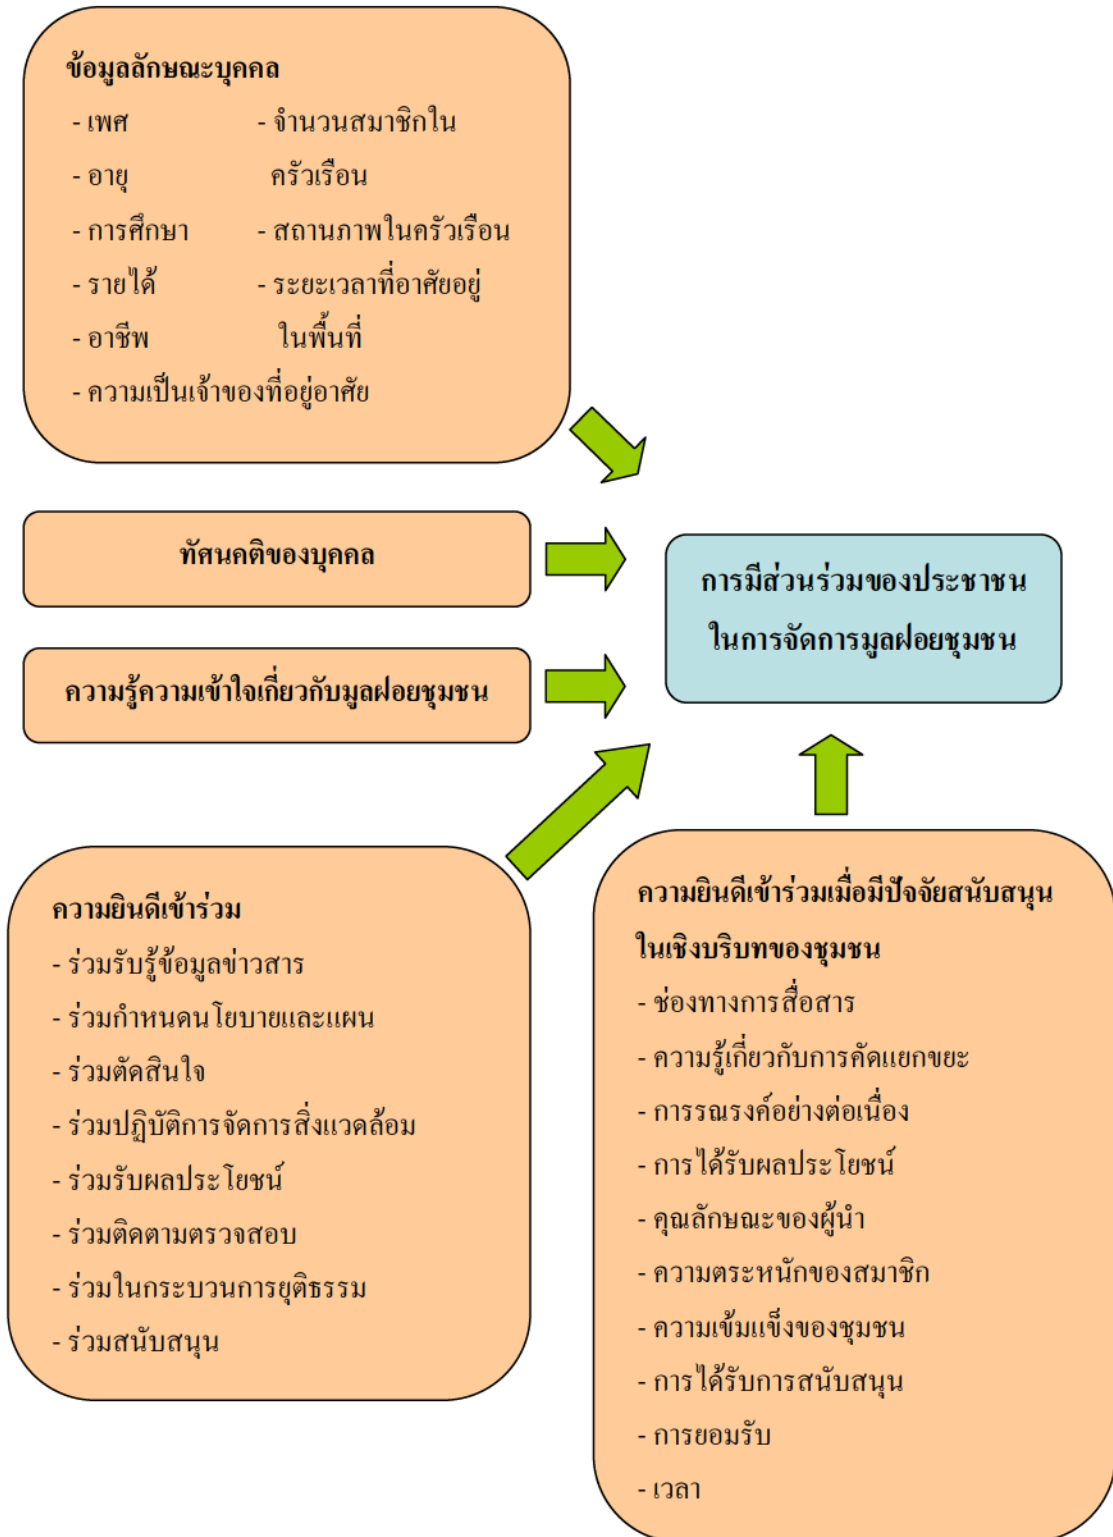 ข้อมูลลักษณะบุคคล
- เพศ - จำนวนสมาชิกใน
- อายุ ครัวเรือน
- การศึกษา - สถานภาพในครัวเรือน
- รายได้ - ระยะเวลาที่อาศัยอยู่
- อาชีพ ในพื้นที่
- ความเป็นเจ้าของที่อยู่อาศัย
ทัศนคติของบุคคล
ความรู้ความเข้าใจเกี่ยวกับมูลฝอยชุมชน
การมีส่วนร่วมของประชาชน
ในการจัดการมูลฝอยชุมชน
ความยินดีเข้าร่วม
- ร่วมรับรู้ข้อมูลข่าวสาร
- ร่วมกำหนดนโยบายและแผน
- ร่วมตัดสินใจ
- ร่วมปฏิบัติการจัดการสิ่งแวดล้อม
- ร่วมรับผลประโยชน์
- ร่วมติดตามตรวจสอบ
- ร่วมในกระบวนการยุติธรรม
- ร่วมสนับสนุน
ความยินดีเข้าร่วมเมื่อมีปัจจัยสนับสนุน
ในเชิงบริบทของชุมชน
- ช่องทางการสื่อสาร
- ความรู้เกี่ยวกับการคัดแยกขยะ
- การรณรงค์อย่างต่อเนื่อง
- การได้รับผลประโยชน์
- คุณลักษณะของผู้นำ
- ความตระหนักของสมาชิก
- ความเข้มแข็งของชุมชน
- การได้รับการสนับสนุน
- การยอมรับ
- เวลา